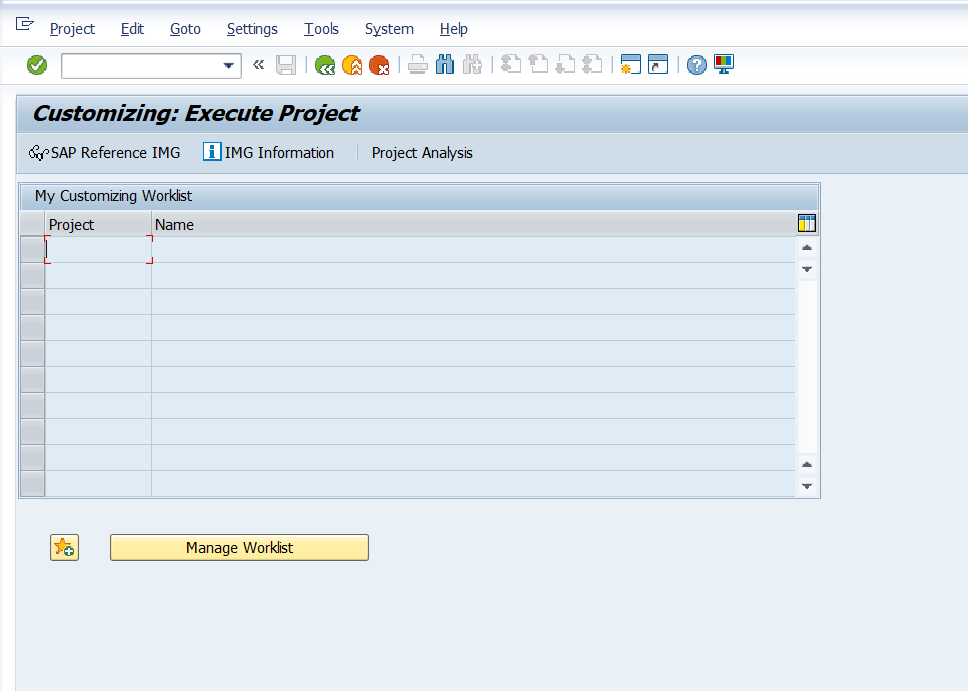 Project Edit Goto Settings Tools System Help
Customizing: Execute Project
SAP Reference IMG IMG Information Project Analysis
My Customizing Worklist
Project Name
Manage Worklist